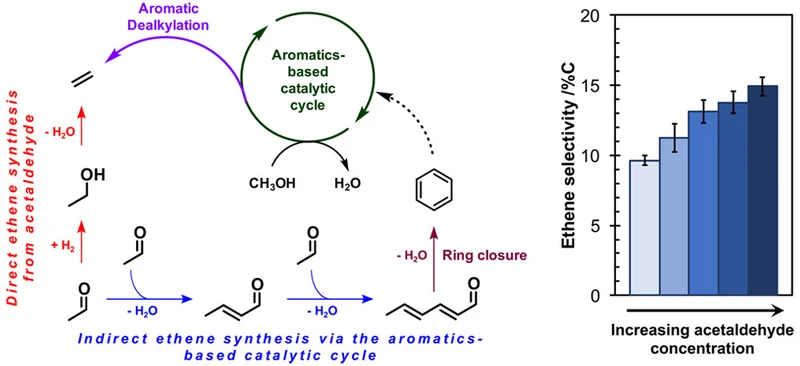 Aromatic
Dealkylation
Aromatics-
based
catalytic
cycle
CH₃OH
H₂O
Direct ethene synthesis
from acetaldehyde
- H₂O
OH
+ H₂
O
O
- H₂O
O
O
- H₂O
O
- H₂O
Ring closure
Indirect ethene synthesis via the aromatics-
based catalytic cycle
Ethene selectivity /%C
20
15
10
5
0
Increasing acetaldehyde
concentration